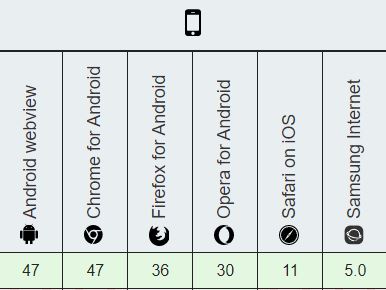 Android webview
Chrome for Android
Firefox for Android
Opera for Android
Safari on iOS
Samsung Internet
47 47 36 30 11 5.0